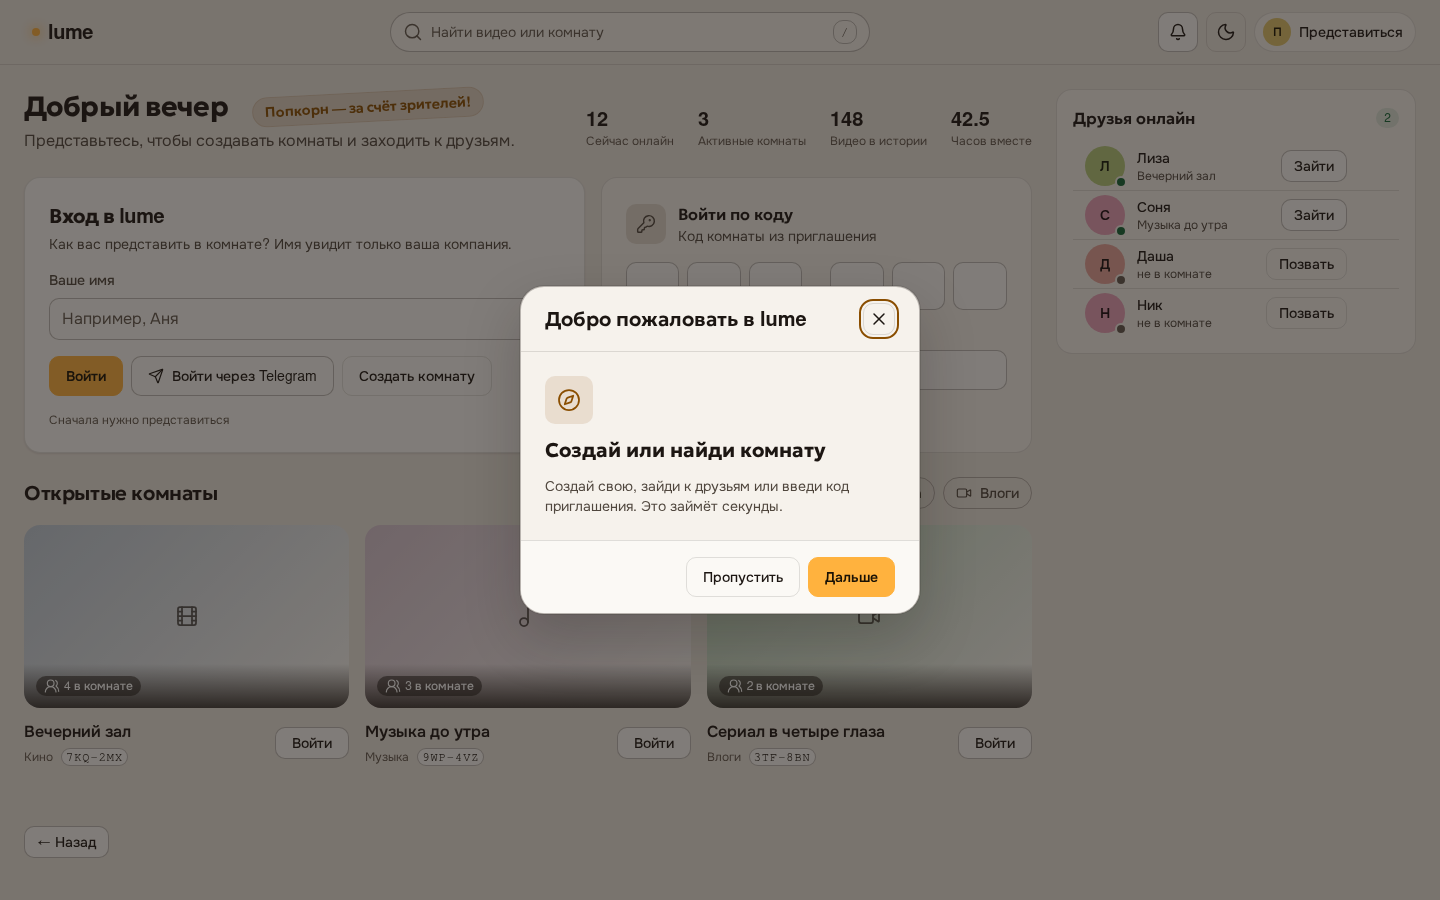 lume
Найти видео или комнату
/
П
Представиться
Добрый вечер
Попкорн — за счёт зрителей!
Представьтесь, чтобы создавать комнаты и заходить к друзьям.
12
Сейчас онлайн
3
Активные комнаты
148
Видео в истории
42.5
Часов вместе
Друзья онлайн
2
Л
Лиза
Вечерний зал
Зайти
С
Соня
Музыка до утра
Зайти
Д
Даша
не в комнате
Позвать
Н
Ник
не в комнате
Позвать
Вход в lume
Как вас представить в комнате? Имя увидит только ваша компания.
Ваше имя
Например, Аня
Войти
Войти через Telegram
Создать комнату
Сначала нужно представиться
Войти по коду
Код комнаты из приглашения
Добро пожаловать в lume
Создай или найди комнату
Создай свою, зайди к друзьям или введи код
приглашения. Это займёт секунды.
Пропустить
Дальше
Открытые комнаты
Влоги
4 в комнате
3 в комнате
2 в комнате
Вечерний зал
Кино
7KQ-2MX
Войти
Музыка до утра
Музыка
9WP-4VZ
Войти
Сериал в четыре глаза
Влоги
3TF-8BN
Войти
← Назад